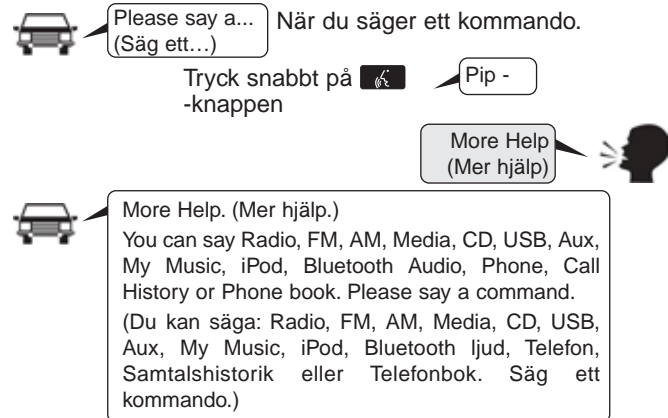 Please say a...
(Säg ett…)
När du säger ett kommando.
Tryck snabbt på
-knappen
Pip -
More Help
(Mer hjälp)
More Help. (Mer hjälp.)
You can say Radio, FM, AM, Media, CD, USB, Aux,
My Music, iPod, Bluetooth Audio, Phone, Call
History or Phone book. Please say a command.
(Du kan säga: Radio, FM, AM, Media, CD, USB,
Aux, My Music, iPod, Bluetooth ljud, Telefon,
Samtalshistorik eller Telefonbok. Säg ett
kommando.)